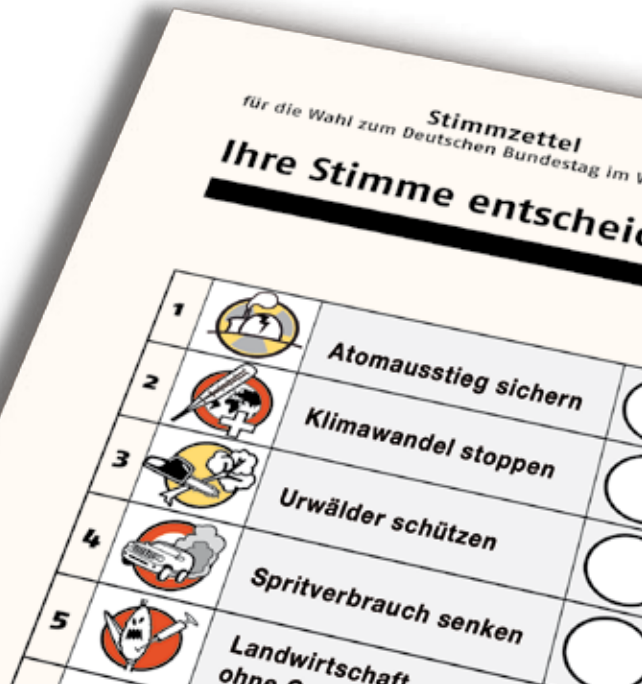 Stimmzettel
für die Wahl zum Deutschen Bundestag im
Ihre Stimme
1 Atomausstieg sichern
2 Klimawandel stoppen
3 Urwälder schützen
4 Spritverbrauch senken
5 Landwirtschaft
ohne